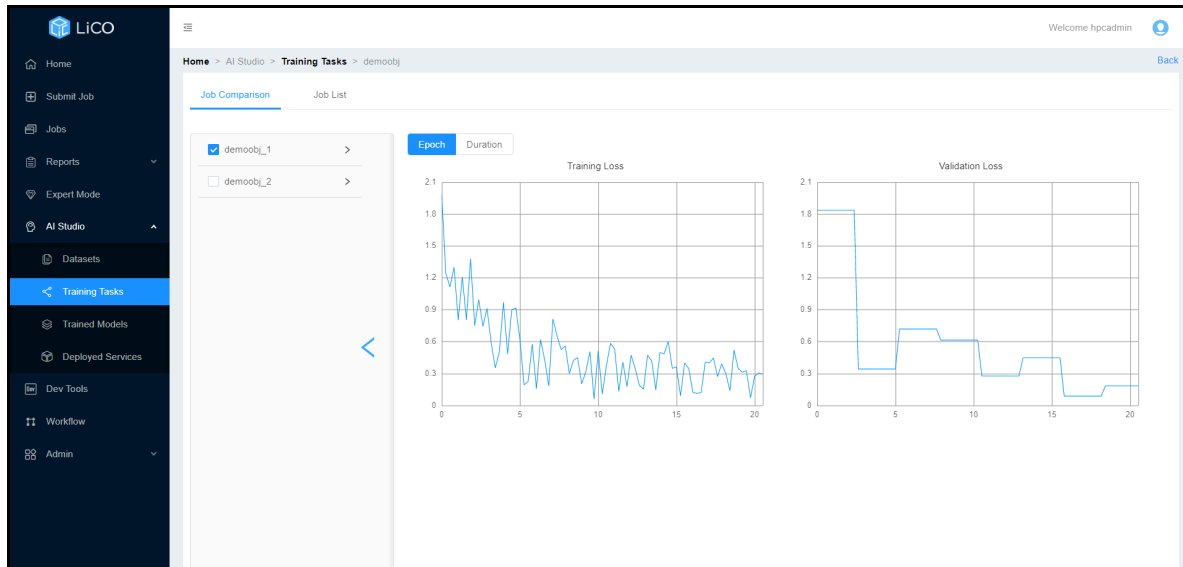 LiCO
Welcome hpcadmin
Home
Submit Job
Jobs
Reports
Expert Mode
AI Studio
Datasets
Training Tasks
Trained Models
Deployed Services
Dev
Dev Tools
Workflow
Admin
Home > AI Studio > Training Tasks > demoobj
Back
Job Comparison
Job List
demoobj_1
demoobj_2
Epoch
Duration
Training Loss
2.1
1.8
1.5
1.2
0.9
0.6
0.3
0
0 5 10 15 20
Validation Loss
2.1
1.8
1.5
1.2
0.9
0.6
0.3
0
0 5 10 15 20